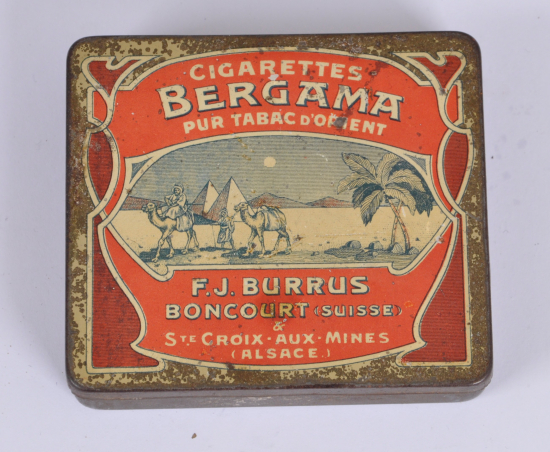 CIGARETTES
BERGAMA
PUR TABAC D'ORIENT
F.J. BURRUS
BONCOURT (SUISSE)
&
STE CROIX-AUX-MINES
(ALSACE.)